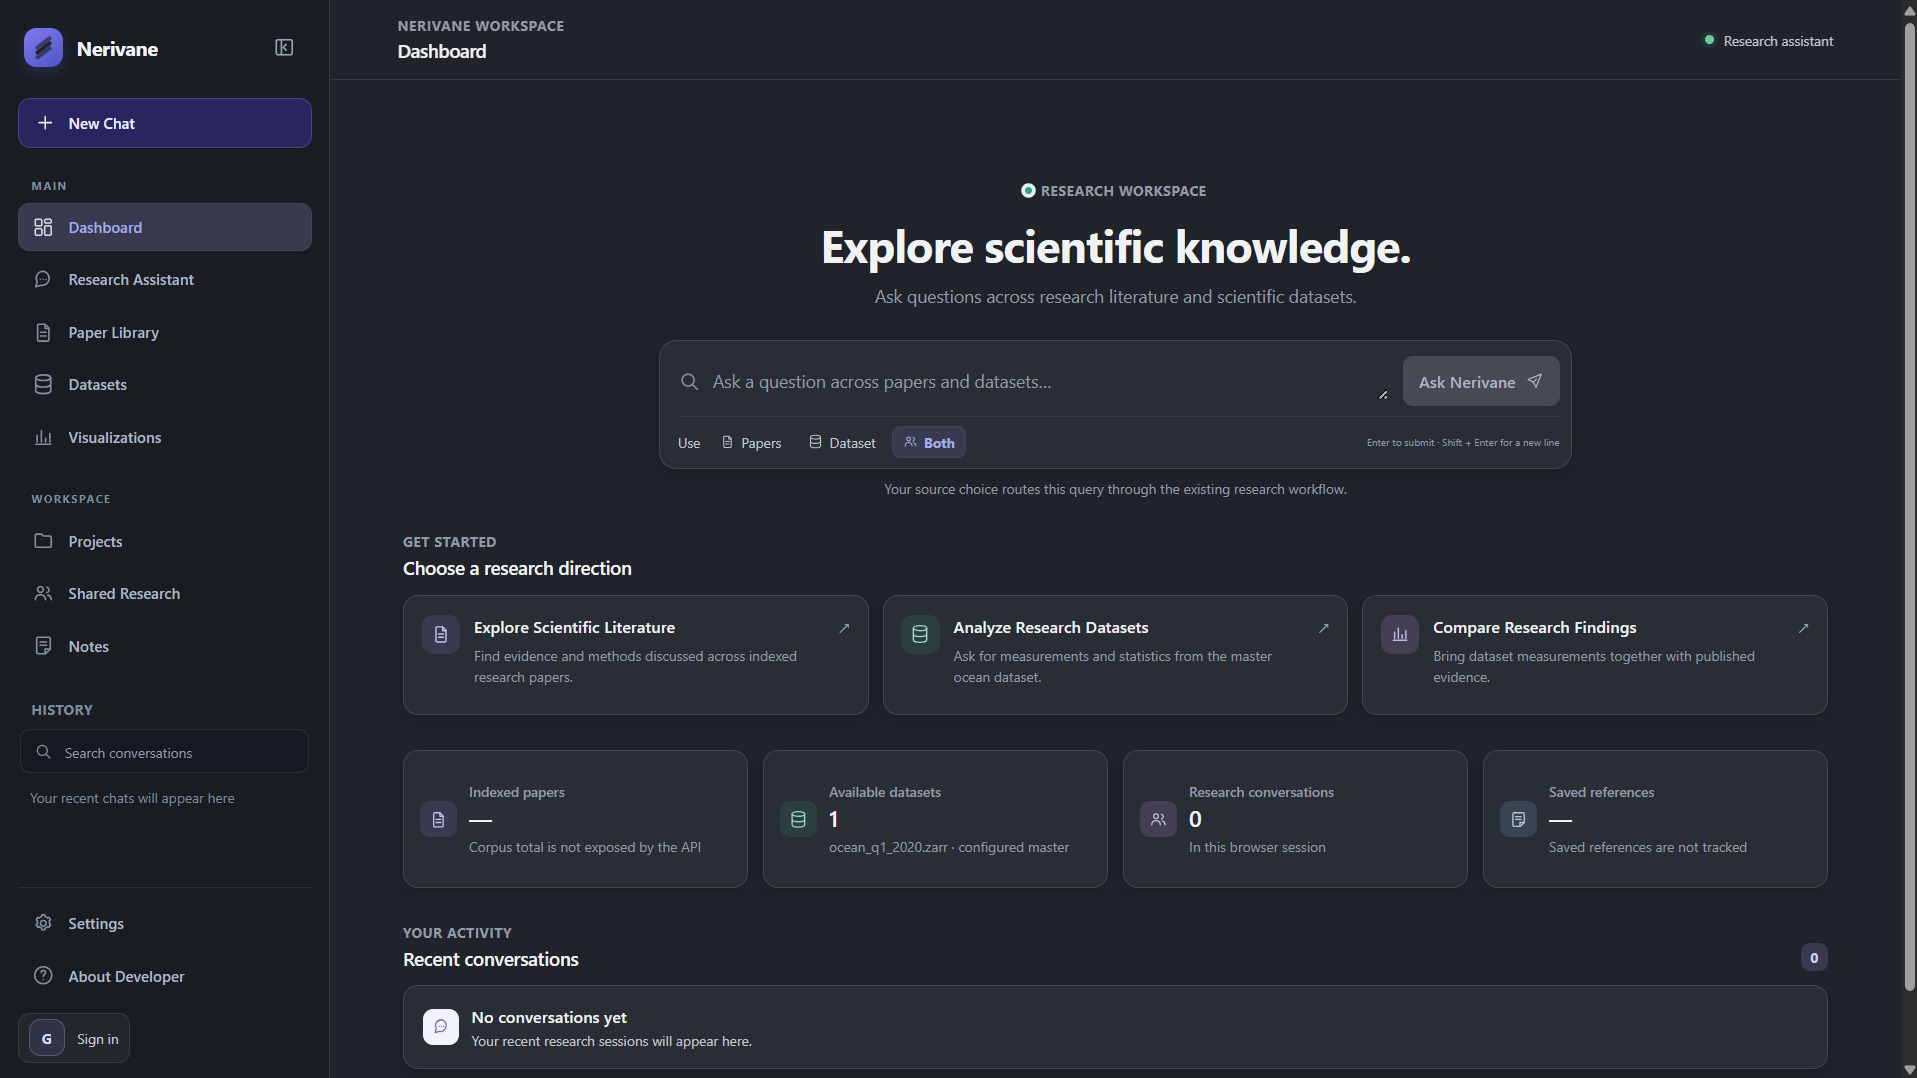 Nerivane
New Chat
MAIN
Dashboard
Research Assistant
Paper Library
Datasets
Visualizations
WORKSPACE
Projects
Shared Research
Notes
HISTORY
Search conversations
Your recent chats will appear here
Settings
About Developer
G Sign in
NERIVANE WORKSPACE
Dashboard
Research assistant
RESEARCH WORKSPACE
Explore scientific knowledge.
Ask questions across research literature and scientific datasets.
Ask a question across papers and datasets...
Ask Nerivane
Use Papers Dataset Both
Enter to submit · Shift + Enter for a new line
Your source choice routes this query through the existing research workflow.
GET STARTED
Choose a research direction
Explore Scientific Literature ↗
Find evidence and methods discussed across indexed
research papers.
Analyze Research Datasets ↗
Ask for measurements and statistics from the master
ocean dataset.
Compare Research Findings ↗
Bring dataset measurements together with published
evidence.
Indexed papers
—
Corpus total is not exposed by the API
Available datasets
1
ocean_q1_2020.zarr · configured master
Research conversations
0
In this browser session
Saved references
—
Saved references are not tracked
YOUR ACTIVITY
Recent conversations
0
No conversations yet
Your recent research sessions will appear here.